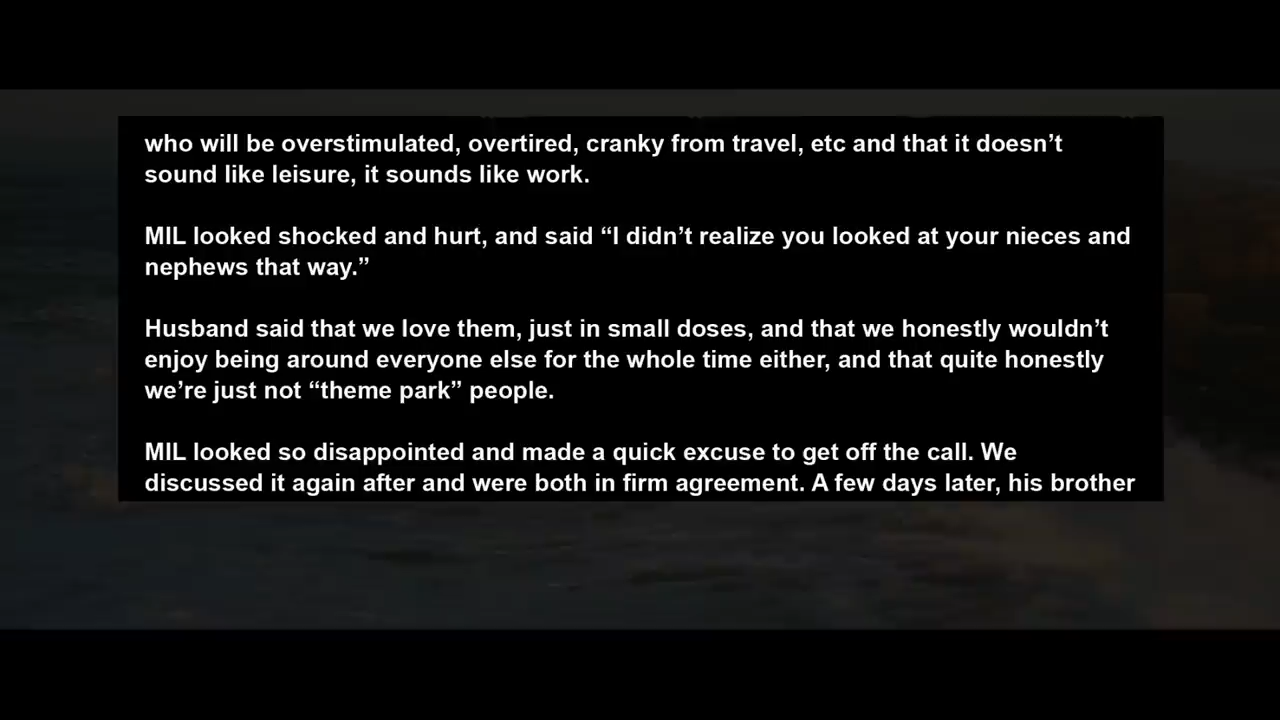 who will be overstimulated, overtired, cranky from travel, etc and that it doesn’t
sound like leisure, it sounds like work.
MIL looked shocked and hurt, and said “I didn’t realize you looked at your nieces and
nephews that way.”
Husband said that we love them, just in small doses, and that we honestly wouldn’t
enjoy being around everyone else for the whole time either, and that quite honestly
we’re just not “theme park” people.
MIL looked so disappointed and made a quick excuse to get off the call. We
discussed it again after and were both in firm agreement. A few days later, his brother